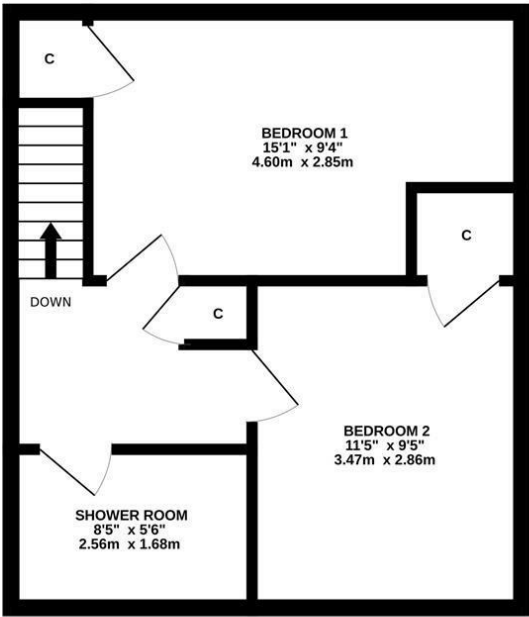 C
BEDROOM 1
15'1" x 9'4"
4.60m x 2.85m
C
C
DOWN
BEDROOM 2
11'5" x 9'5"
3.47m x 2.86m
SHOWER ROOM
8'5" x 5'6"
2.56m x 1.68m